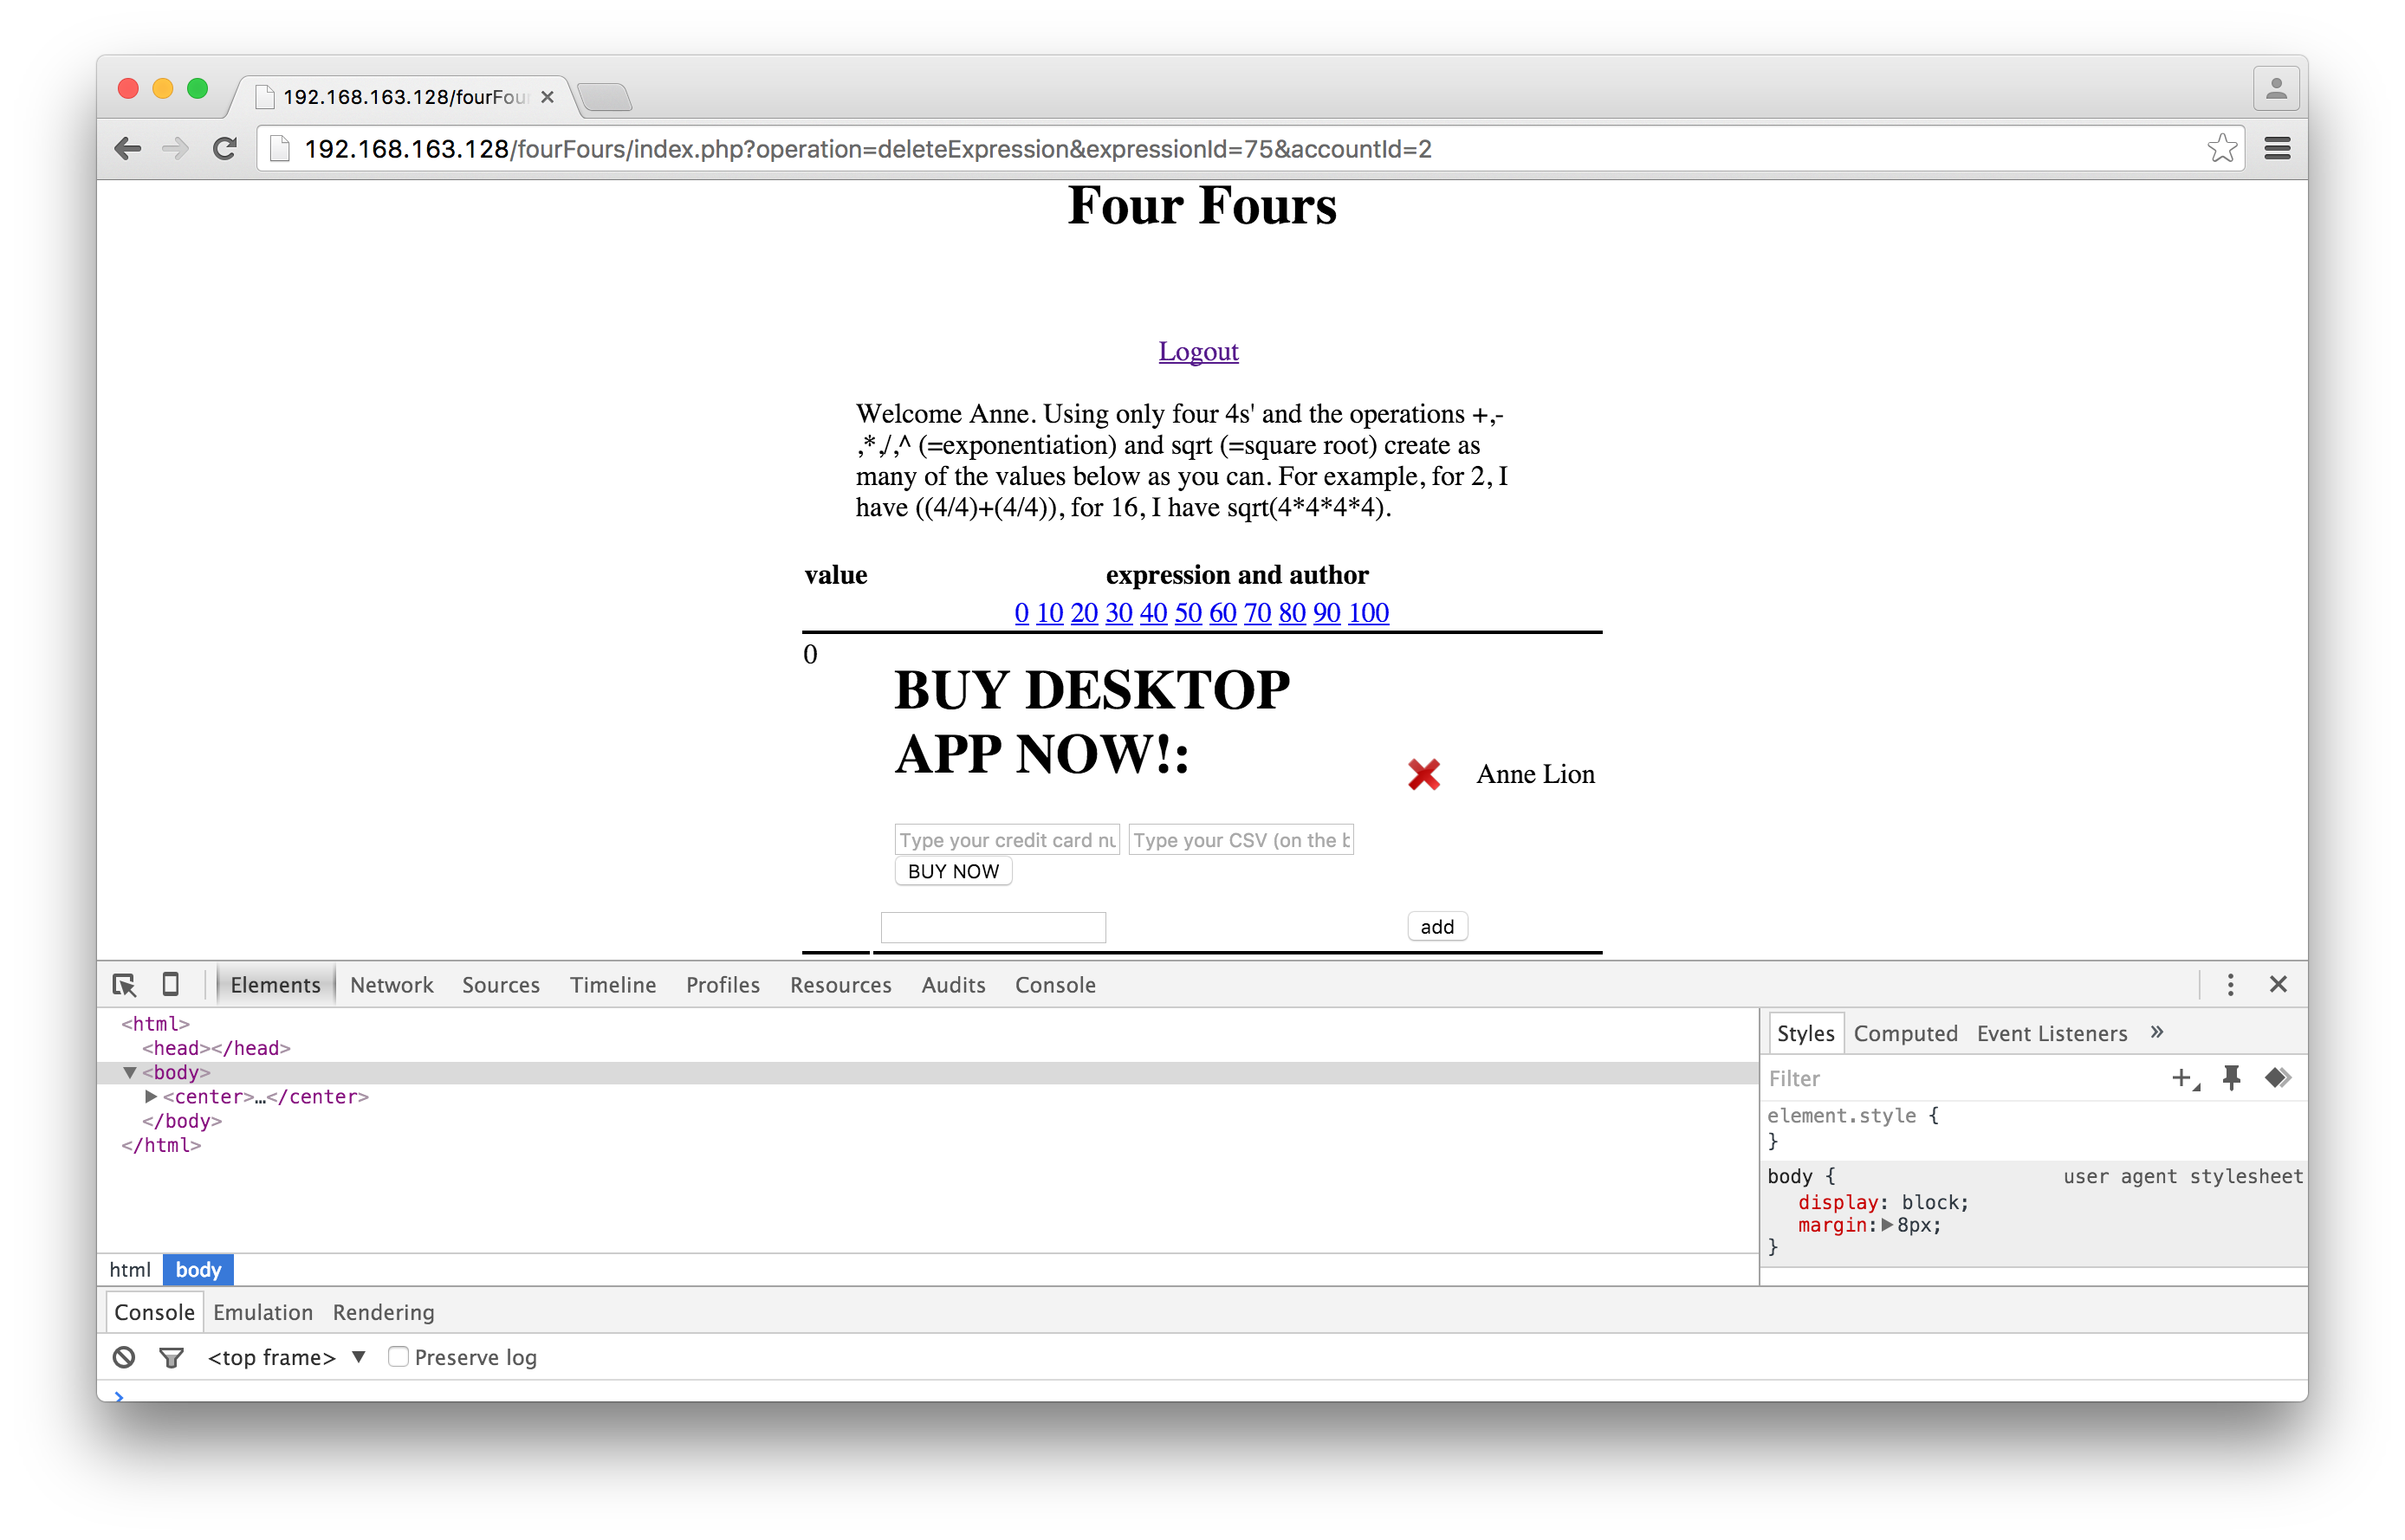 192.168.163.128/fourFou
192.168.163.128/fourFours/index.php?operation=deleteExpression&expressionId=75&accountId=2
Four Fours
Logout
Welcome Anne. Using only four 4s' and the operations +,-
,*,/,^ (=exponentiation) and sqrt (=square root) create as
many of the values below as you can. For example, for 2, I
have ((4/4)+(4/4)), for 16, I have sqrt(4*4*4*4).
value expression and author
0 10 20 30 40 50 60 70 80 90 100
0
BUY DESKTOP
APP NOW!:
Anne Lion
Type your credit card nu Type your CSV (on the b
BUY NOW
add
Elements Network Sources Timeline Profiles Resources Audits Console
<html>
<head></head>
<body>
<center>…</center>
</body>
</html>
html body
Styles Computed Event Listeners »
Filter
element.style {
}
body { user agent stylesheet
display: block;
margin: 8px;
}
Console Emulation Rendering
<top frame> Preserve log